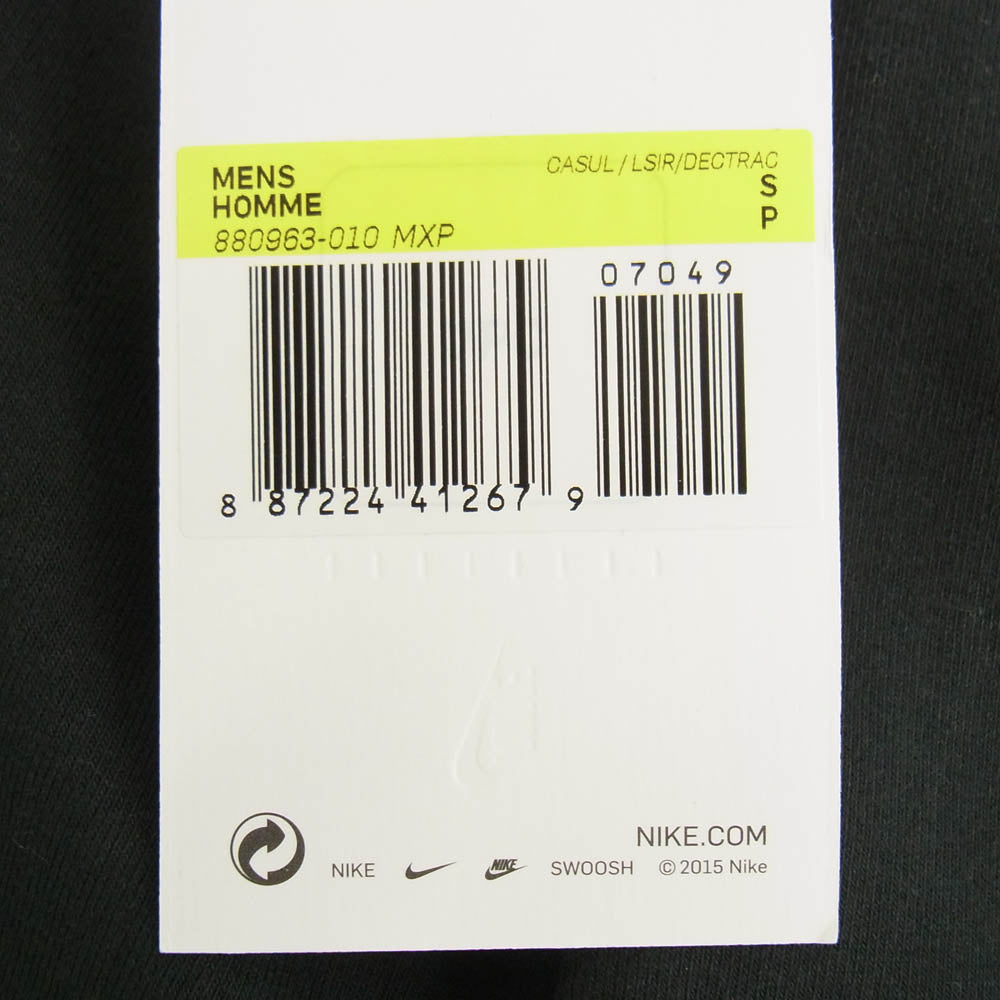 CASUL / LSIR/DECTRAC
MENS S
HOMME P
880963-010 MXP
07049
8 87224 41267 9
NIKE.COM
NIKE NIKE SWOOSH © 2015 Nike